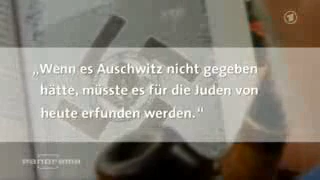 „Wenn es Auschwitz nicht gegeben
hätte, müsste es für die Juden von
heute erfunden werden.“
panorama